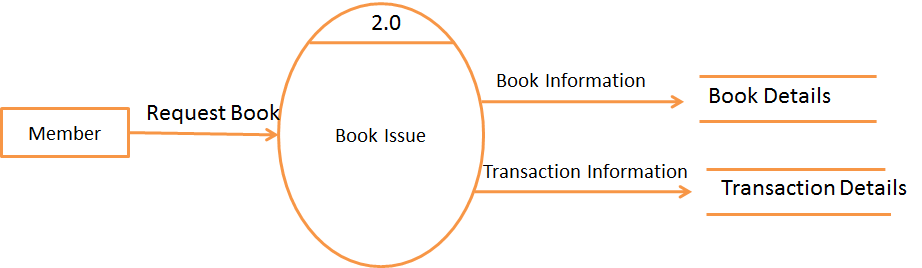 2.0
Book Information
Book Details
Request Book
Member
Book Issue
Transaction Information
Transaction Details